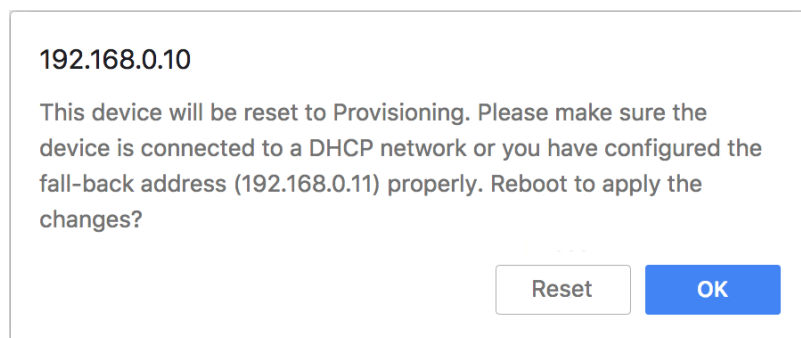 192.168.0.10
This device will be reset to Provisioning. Please make sure the
device is connected to a DHCP network or you have configured the
fall-back address (192.168.0.11) properly. Reboot to apply the
changes?
Reset
OK